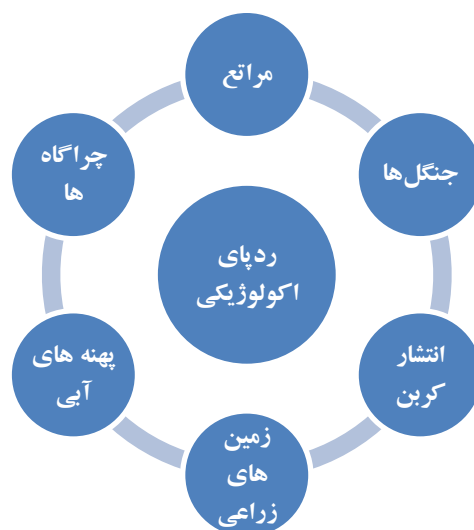 مراتع
جنگل‌ها
انتشار
کربن
زمین
های
زراعی
پهنه های
آبی
چراگاه
ها
ردپای
اکولوژیکی